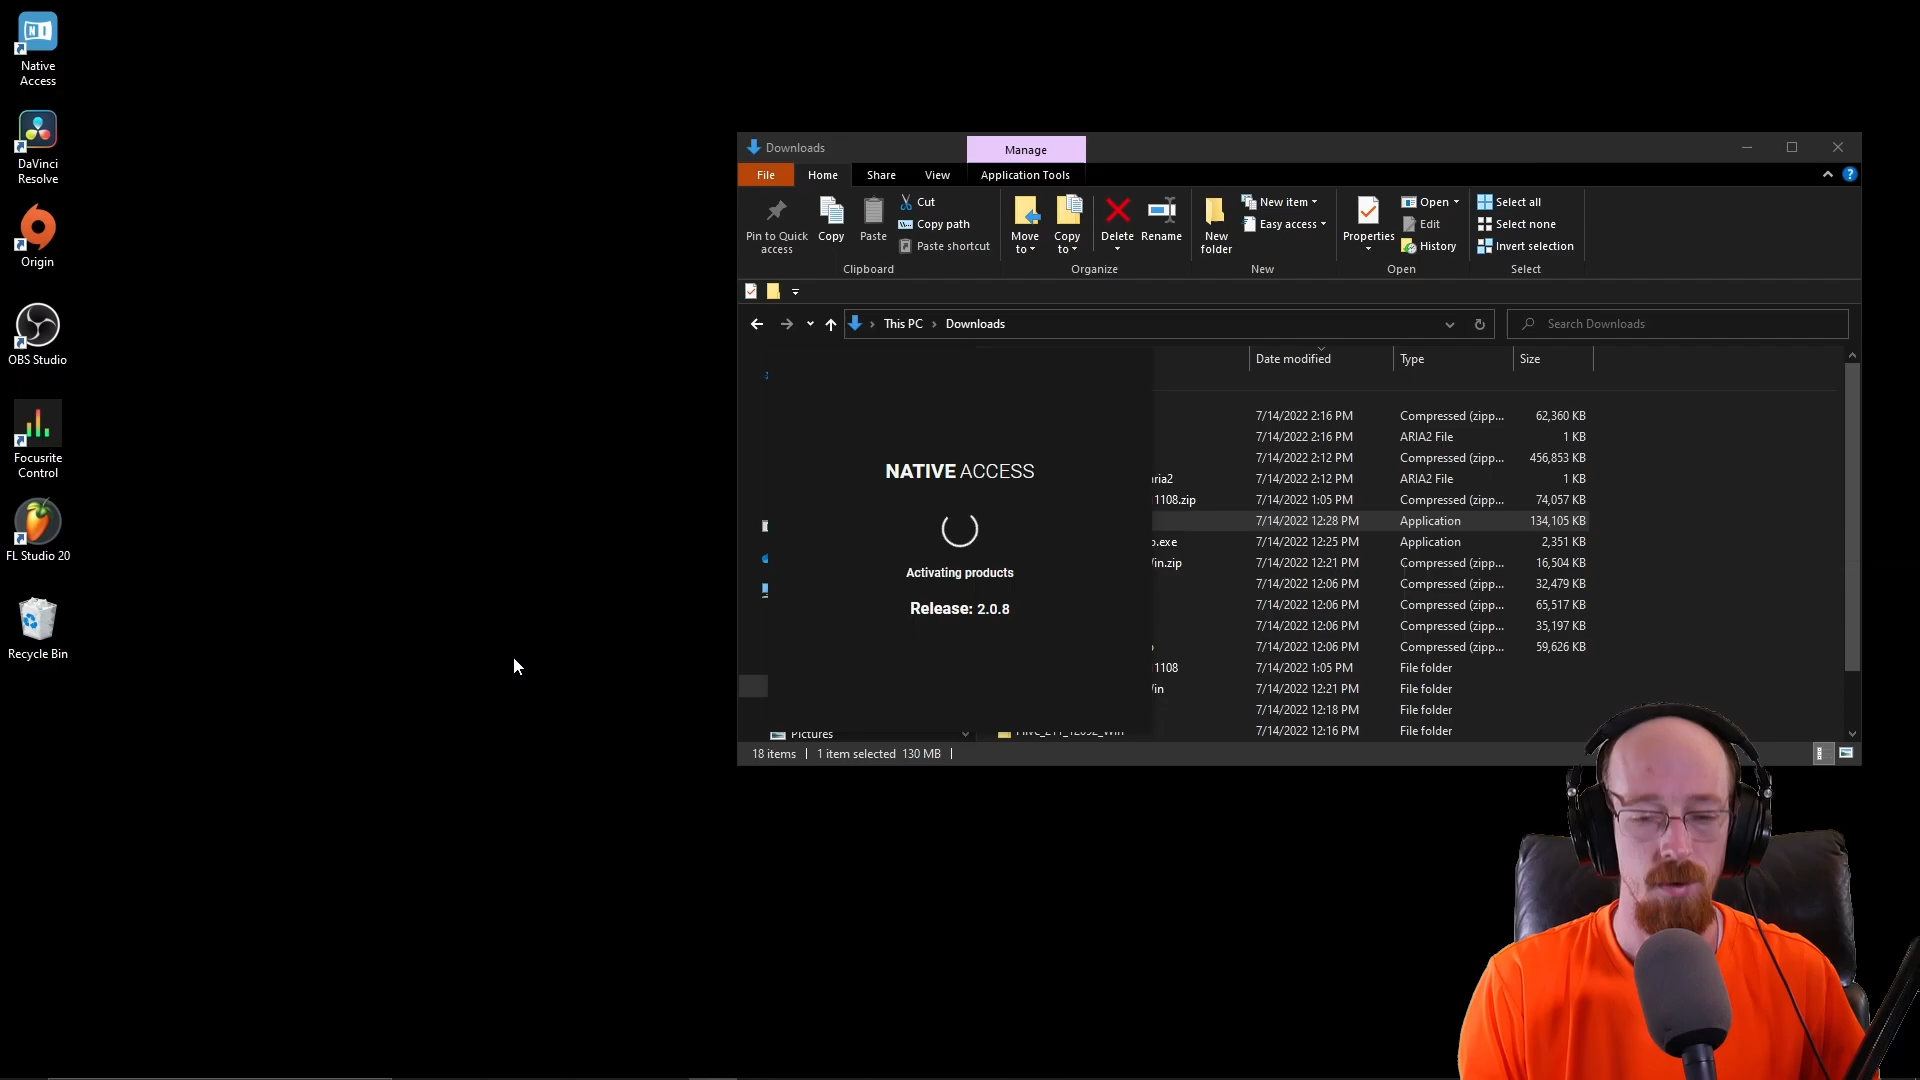 Native
Access
DaVinci
Resolve
Origin
OBS Studio
Focusrite
Control
FL Studio 20
Recycle Bin
Downloads
Manage
File
Home
Share
View
Application Tools
Pin to Quick
access
Copy
Paste
Cut
Copy path
Paste shortcut
Clipboard
Move
to
Copy
to
Delete
Rename
Organize
New
folder
New item
Easy access
New
Properties
Open
Edit
History
Open
Select all
Select none
Invert selection
Select
This PC
Downloads
Search Downloads
Date modified
Type
Size
7/14/2022 2:16 PM Compressed (zipp... 62,360 KB
7/14/2022 2:16 PM ARIA2 File 1 KB
7/14/2022 2:12 PM Compressed (zipp... 456,853 KB
ria2 7/14/2022 2:12 PM ARIA2 File 1 KB
1108.zip 7/14/2022 1:05 PM Compressed (zipp... 74,057 KB
7/14/2022 12:28 PM Application 134,105 KB
.exe 7/14/2022 12:25 PM Application 2,351 KB
in.zip 7/14/2022 12:21 PM Compressed (zipp... 16,504 KB
7/14/2022 12:06 PM Compressed (zipp... 32,479 KB
7/14/2022 12:06 PM Compressed (zipp... 65,517 KB
7/14/2022 12:06 PM Compressed (zipp... 35,197 KB
7/14/2022 12:06 PM Compressed (zipp... 59,626 KB
1108 7/14/2022 1:05 PM File folder
in 7/14/2022 12:21 PM File folder
7/14/2022 12:18 PM File folder
7/14/2022 12:16 PM File folder
NATIVE ACCESS
Activating products
Release: 2.0.8
Pictures
18 items
1 item selected 130 MB